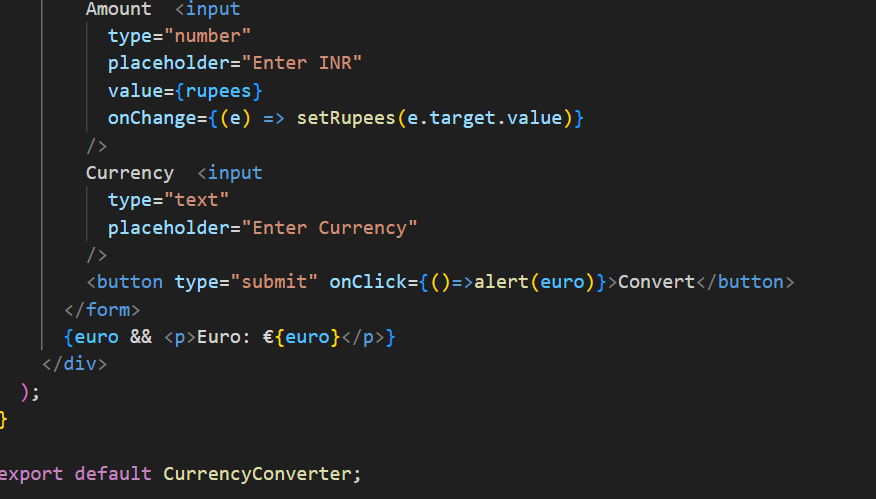 Amount  <input
type="number"
placeholder="Enter INR"
value={rupees}
onChange={(e) => setRupees(e.target.value)}
/>
Currency  <input
type="text"
placeholder="Enter Currency"
/>
<button type="submit" onClick={()=>alert(euro)}>Convert</button>
</form>
{euro && <p>Euro: €{euro}</p>}
</div>
);
}
export default CurrencyConverter;